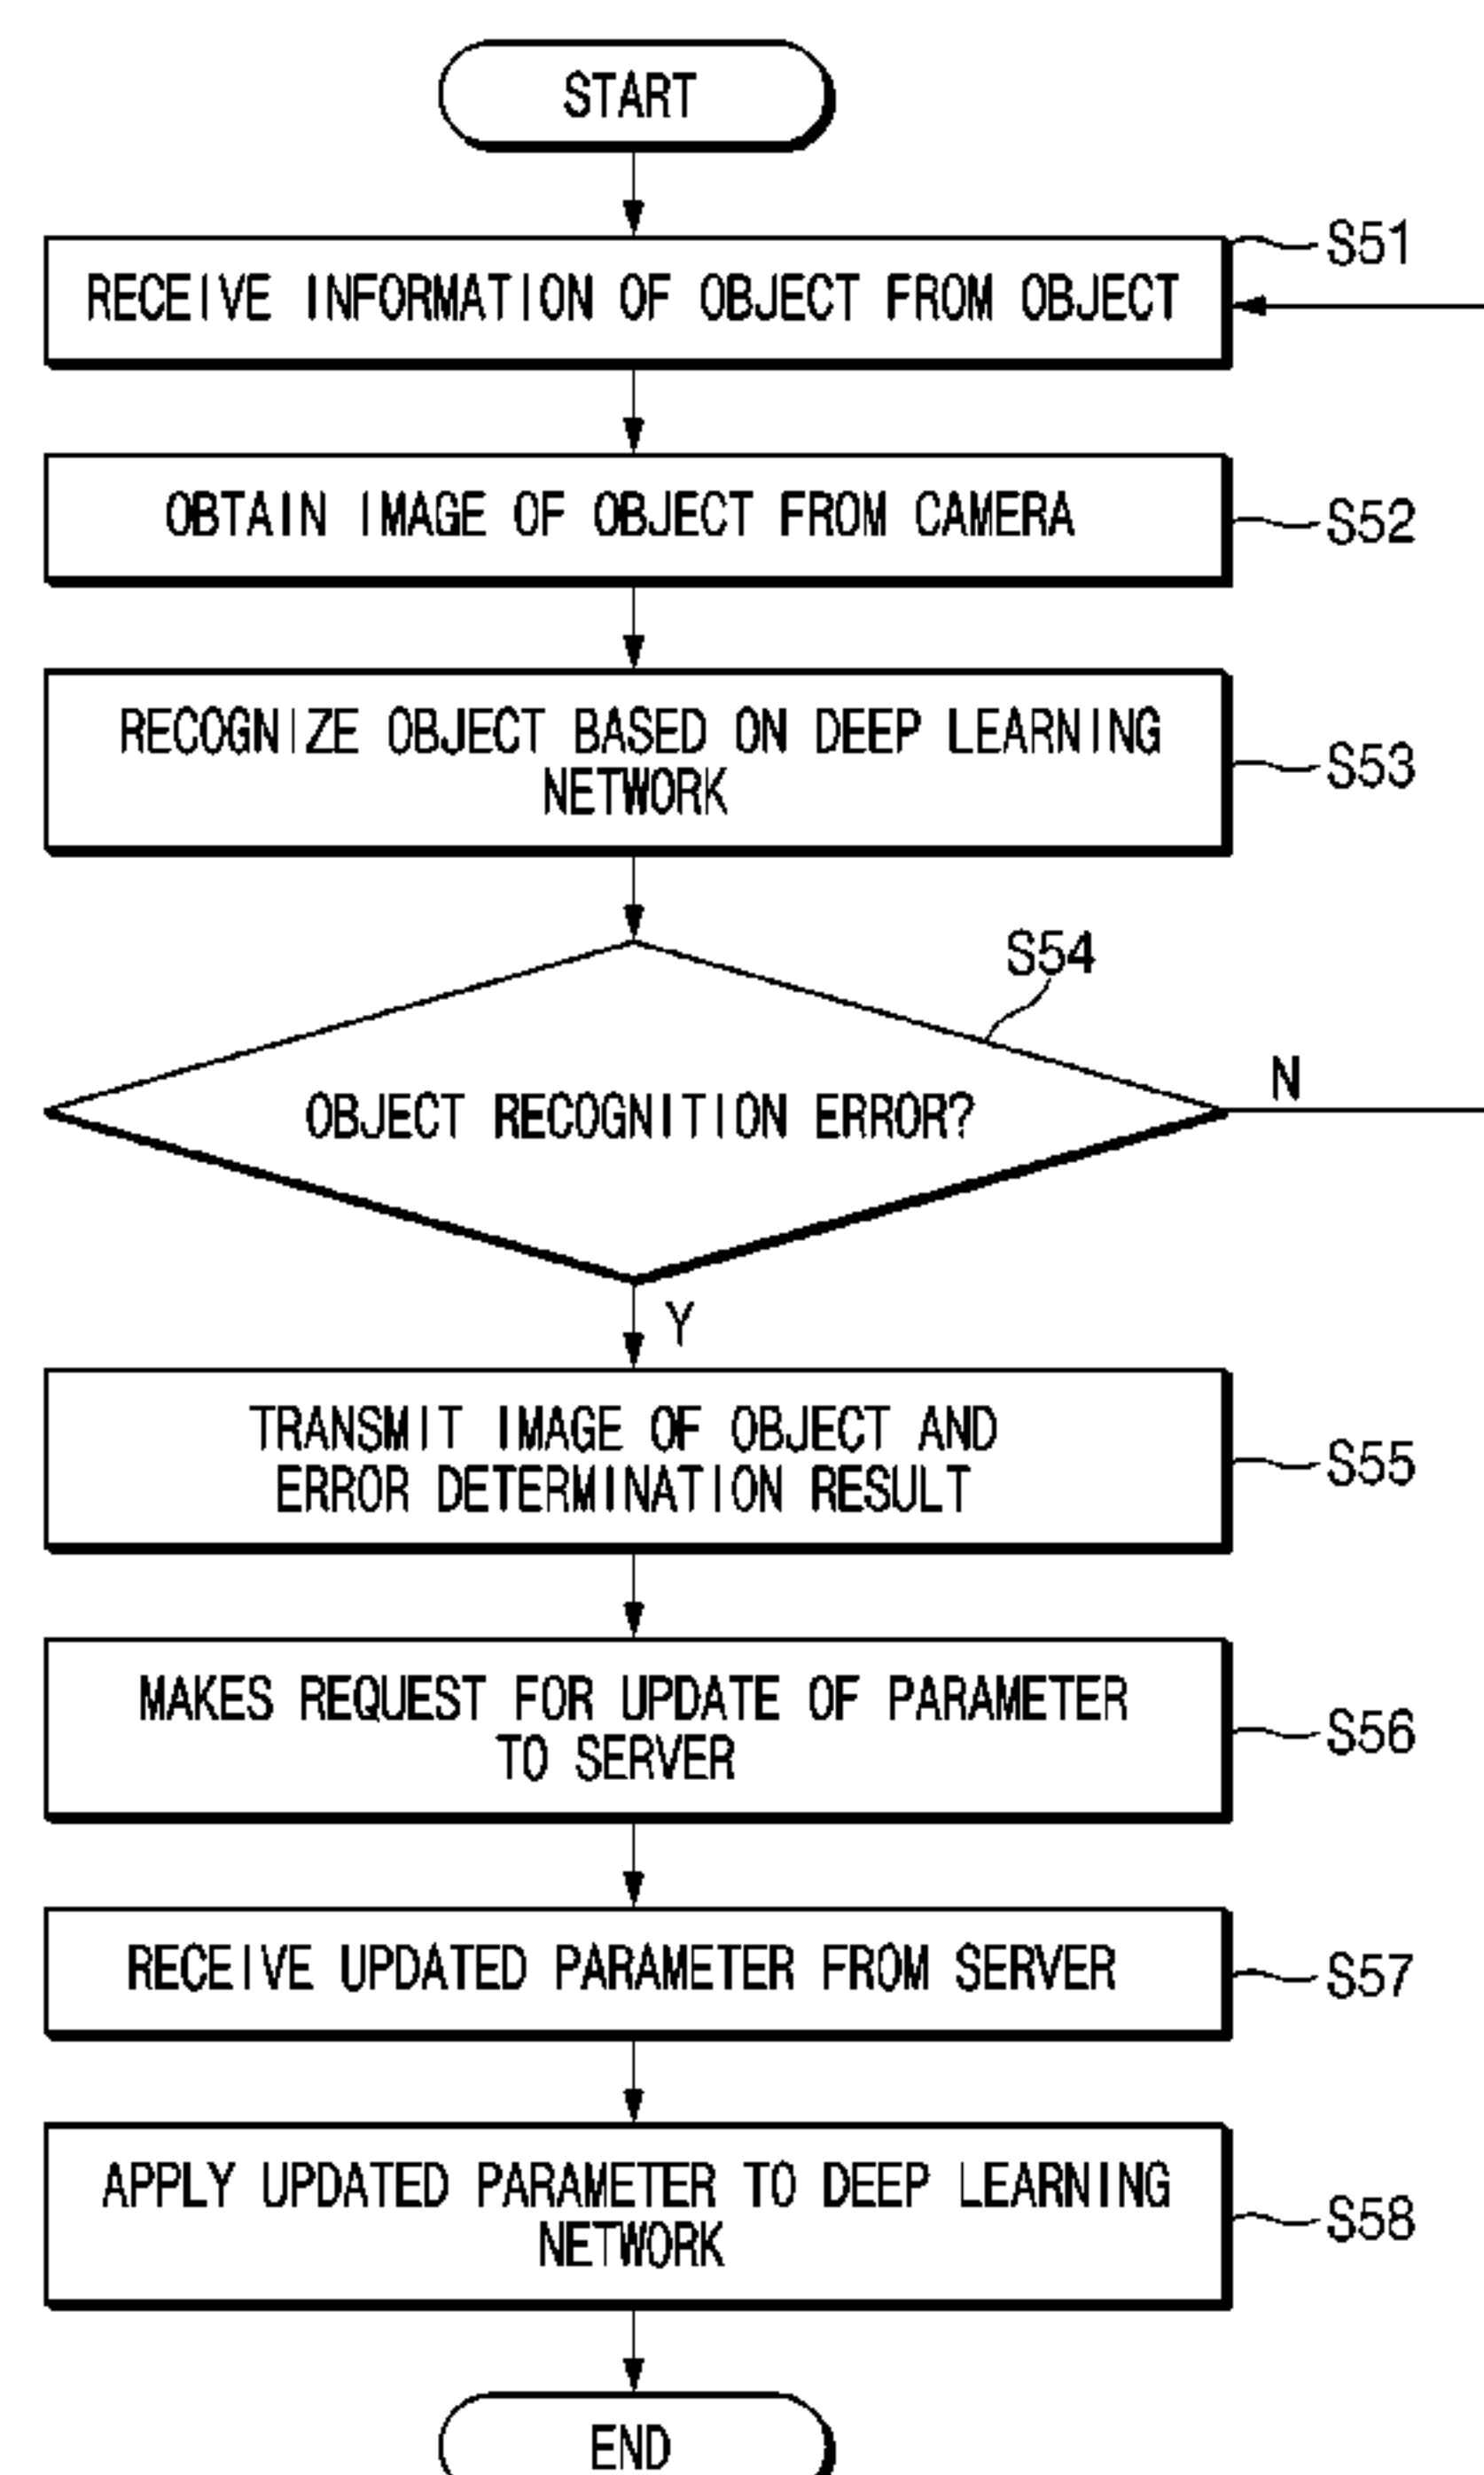 START
RECEIVE INFORMATION OF OBJECT FROM OBJECT
S51
OBTAIN IMAGE OF OBJECT FROM CAMERA
S52
RECOGNIZE OBJECT BASED ON DEEP LEARNING
NETWORK
S53
S54
OBJECT RECOGNITION ERROR?
N
Y
TRANSMIT IMAGE OF OBJECT AND
ERROR DETERMINATION RESULT
S55
MAKES REQUEST FOR UPDATE OF PARAMETER
TO SERVER
S56
RECEIVE UPDATED PARAMETER FROM SERVER
S57
APPLY UPDATED PARAMETER TO DEEP LEARNING
NETWORK
S58
END